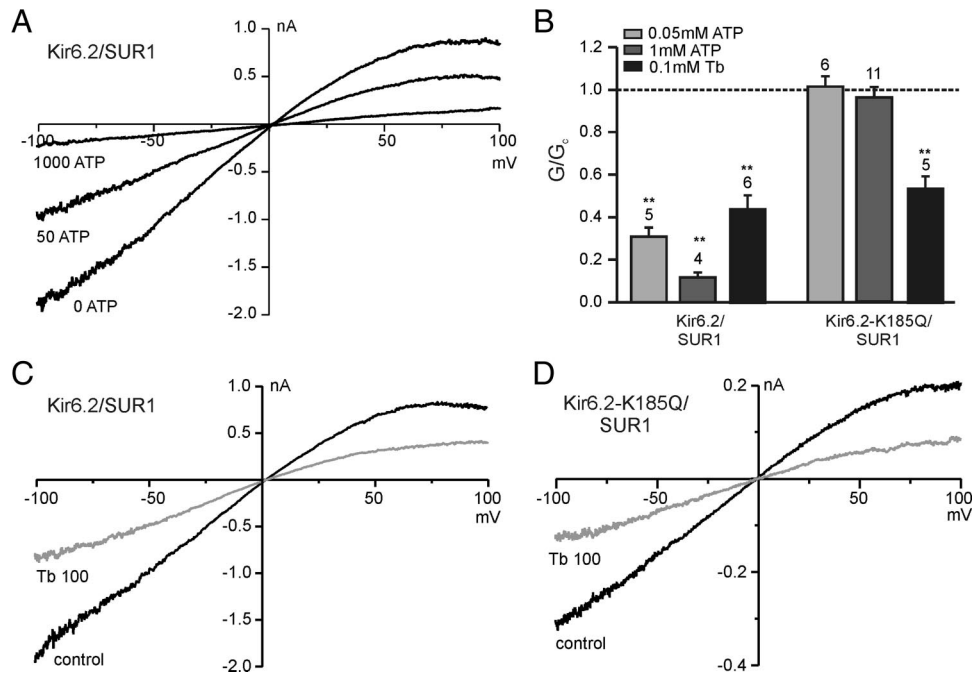 A
Kir6.2/SUR1
nA
1.0
0.5
-100
-50
50
100
mV
1000 ATP
50 ATP
0 ATP
-0.5
-1.0
-1.5
-2.0
B
0.05mM ATP
1mM ATP
0.1mM Tb
G/Gc
1.2
1.0
0.8
0.6
0.4
0.2
0.0
**
5
**
4
**
6
6
11
**
5
Kir6.2/
SUR1
Kir6.2-K185Q/
SUR1
C
Kir6.2/SUR1
nA
1.0
0.5
-100
-50
50
100
mV
Tb 100
control
-0.5
-1.0
-1.5
-2.0
D
Kir6.2-K185Q/
SUR1
nA
0.2
-100
-50
50
100
mV
Tb 100
control
-0.2
-0.4